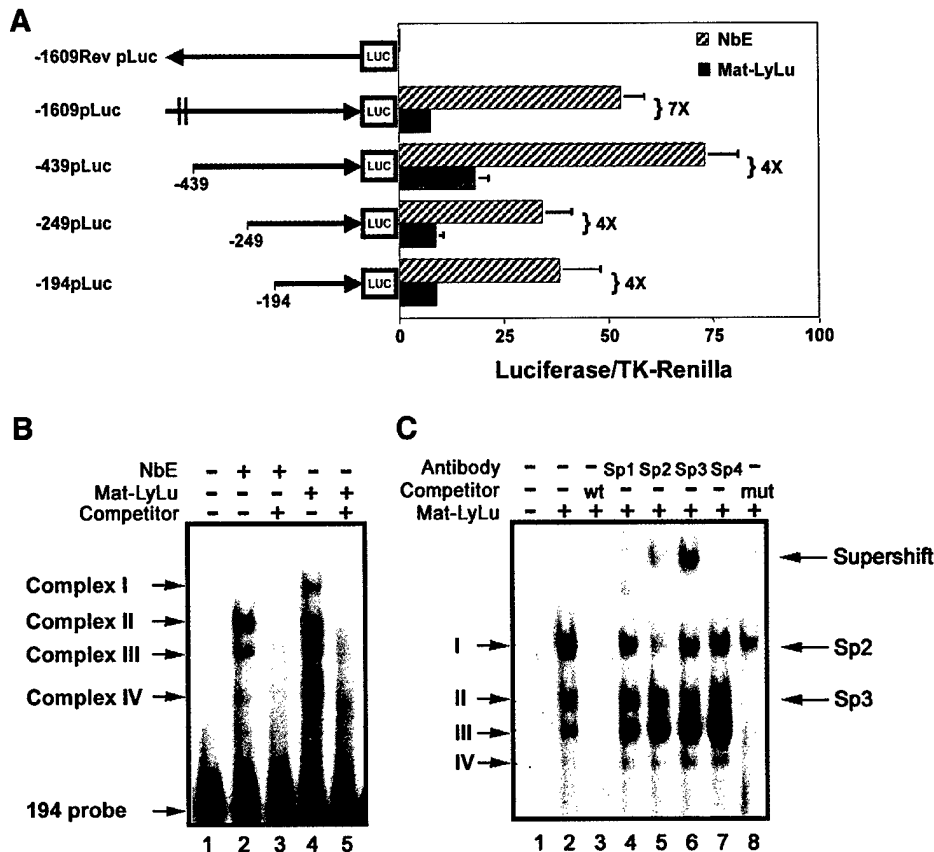 A
-1609Rev pLuc
LUC
NbE
Mat-LyLu
-1609pLuc
LUC
} 7X
-439pLuc
LUC
} 4X
-439
-249pLuc
LUC
} 4X
-249
-194pLuc
LUC
} 4X
-194
0 25 50 75 100
Luciferase/TK-Renilla
B
NbE - + + - -
Mat-LyLu - - - + +
Competitor - - + - +
Complex I
Complex II
Complex III
Complex IV
194 probe
1 2 3 4 5
C
Antibody - - - Sp1 Sp2 Sp3 Sp4 -
Competitor - - wt - - - - mut
Mat-LyLu - + + + + + + +
Supershift
I
Sp2
II
Sp3
III
IV
1 2 3 4 5 6 7 8